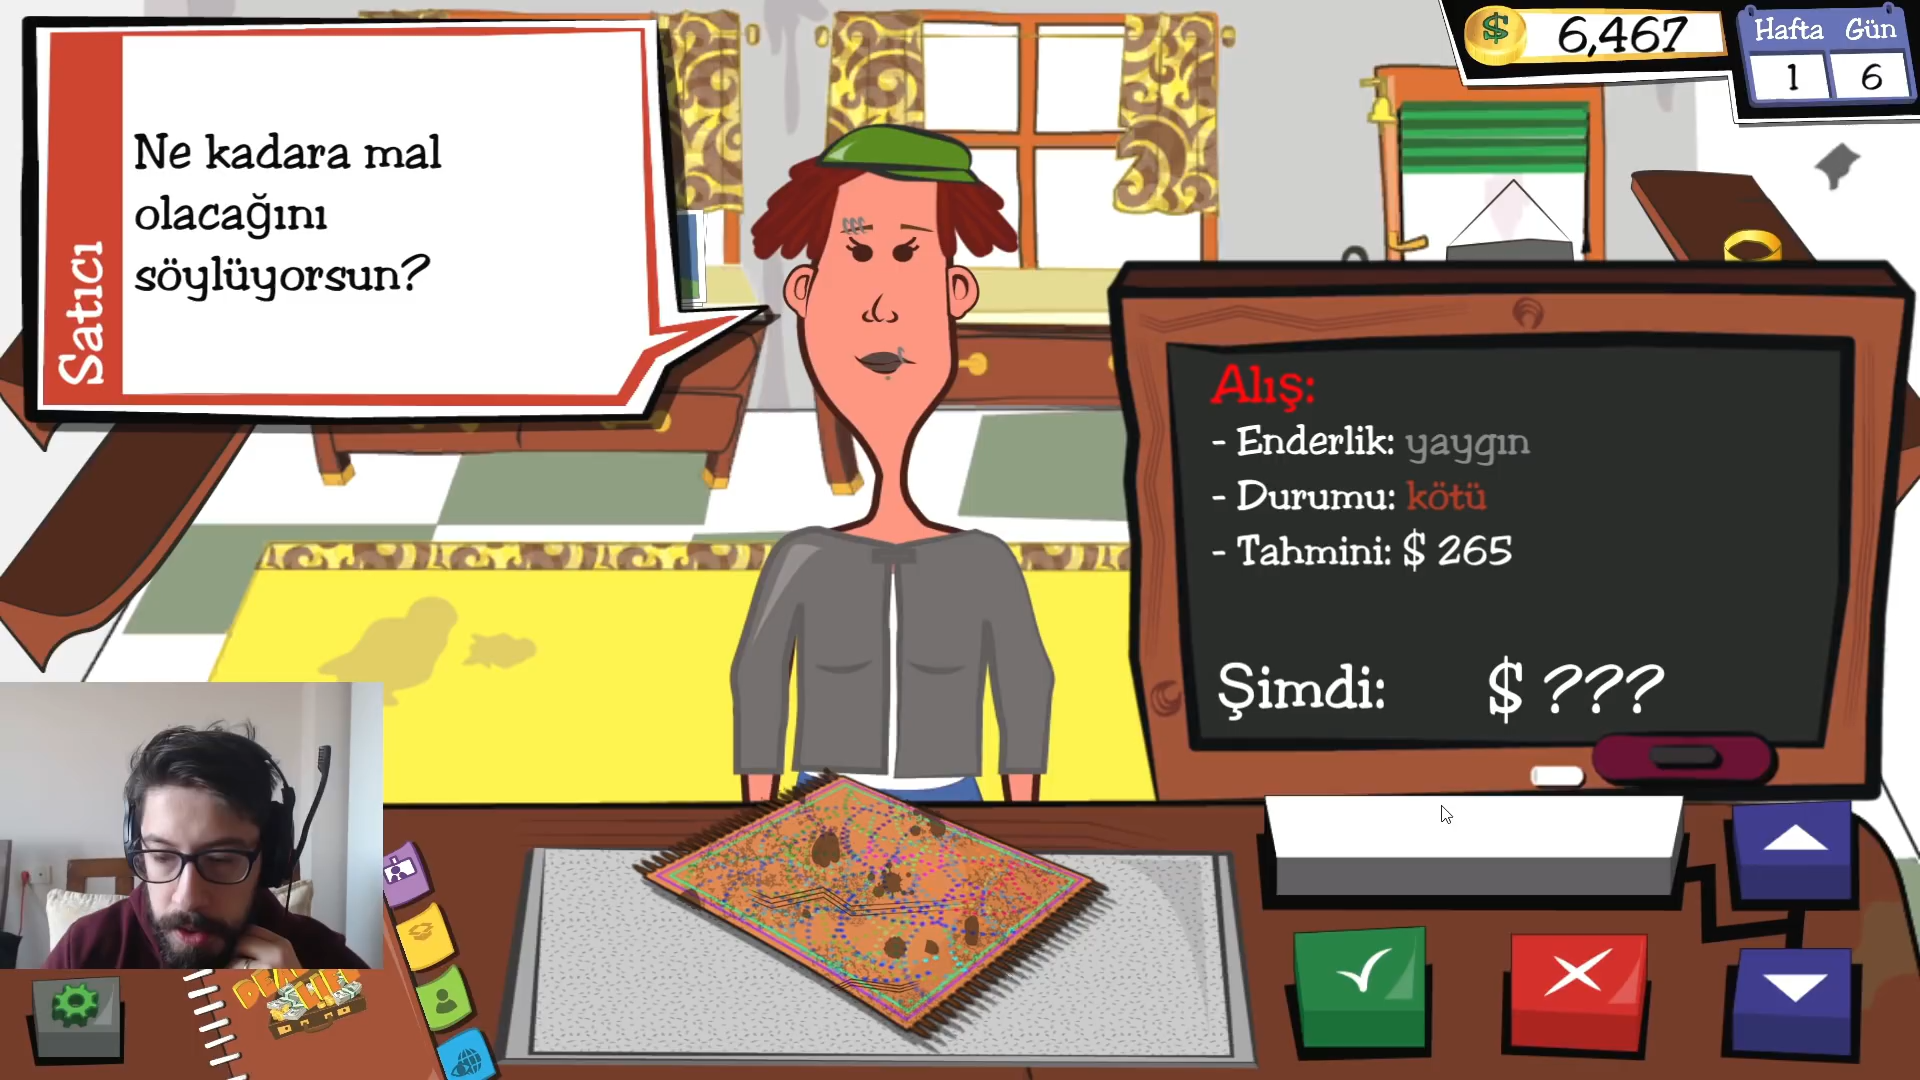 Satıcı
Ne kadara mal
olacağını
söylüyorsun?
$ 6,467
Hafta Gün
1 6
Alış:
- Enderlik: yaygın
- Durumu: kötü
- Tahmini: $ 265
Şimdi: $ ???